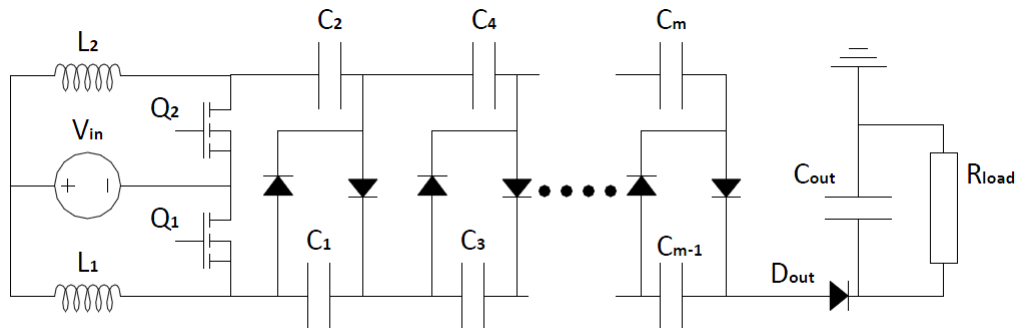 C2
C4
Cm
L2
Q2
Vin
+ −
Cout
Rload
Q1
C1
C3
Cm-1
L1
Dout